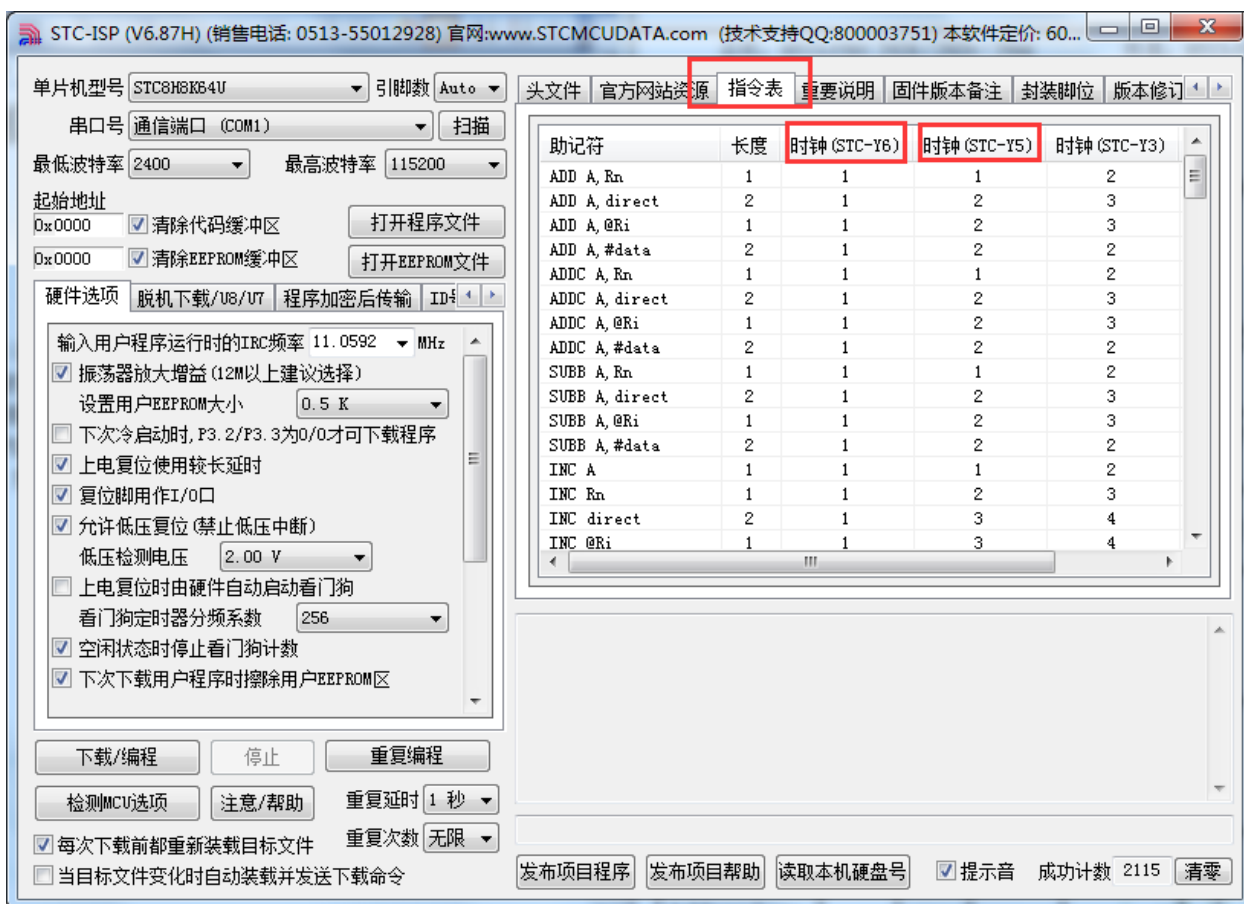 STC-ISP (V6.87H) (销售电话: 0513-55012928) 官网:www.STCMCUDATA.com (技术支持QQ:800003751) 本软件定价: 60...
单片机型号 STC8H8K64U 引脚数 Auto
串口号 通信端口 (COM1) 扫描
最低波特率 2400 最高波特率 115200
起始地址
0x0000 清除代码缓冲区 打开程序文件
0x0000 清除EEPROM缓冲区 打开EEPROM文件
硬件选项 脱机下载/U8/U7 程序加密后传输
输入用户程序运行时的IRC频率 11.0592 MHz
振荡器放大增益(12M以上建议选择)
设置用户EEPROM大小 0.5 K
下次冷启动时,P3.2/P3.3为0/0才可下载程序
上电复位使用较长延时
复位脚用作I/O口
允许低压复位(禁止低压中断)
低压检测电压 2.00 V
上电复位时由硬件自动启动看门狗
看门狗定时器分频系数 256
空闲状态时停止看门狗计数
下次下载用户程序时擦除用户EEPROM区
下载/编程 停止 重复编程
检测MCU选项 注意/帮助 重复延时 1 秒
每次下载前都重新装载目标文件 重复次数 无限
当目标文件变化时自动装载并发送下载命令
头文件 官方网站资源 指令表 重要说明 固件版本备注 封装脚位 版本修订
助记符 长度 时钟(STC-Y6) 时钟(STC-Y5) 时钟(STC-Y3)
ADD A,Rn 1 1 1 2
ADD A,direct 2 1 2 3
ADD A,@Ri 1 1 2 3
ADD A,#data 2 1 2 2
ADDC A,Rn 1 1 1 2
ADDC A,direct 2 1 2 3
ADDC A,@Ri 1 1 2 3
ADDC A,#data 2 1 2 2
SUBB A,Rn 1 1 1 2
SUBB A,direct 2 1 2 3
SUBB A,@Ri 1 1 2 3
SUBB A,#data 2 1 2 2
INC A 1 1 1 2
INC Rn 1 1 2 3
INC direct 2 1 3 4
INC @Ri 1 1 3 4
发布项目程序 发布项目帮助 读取本机硬盘号 提示音 成功计数 2115 清零